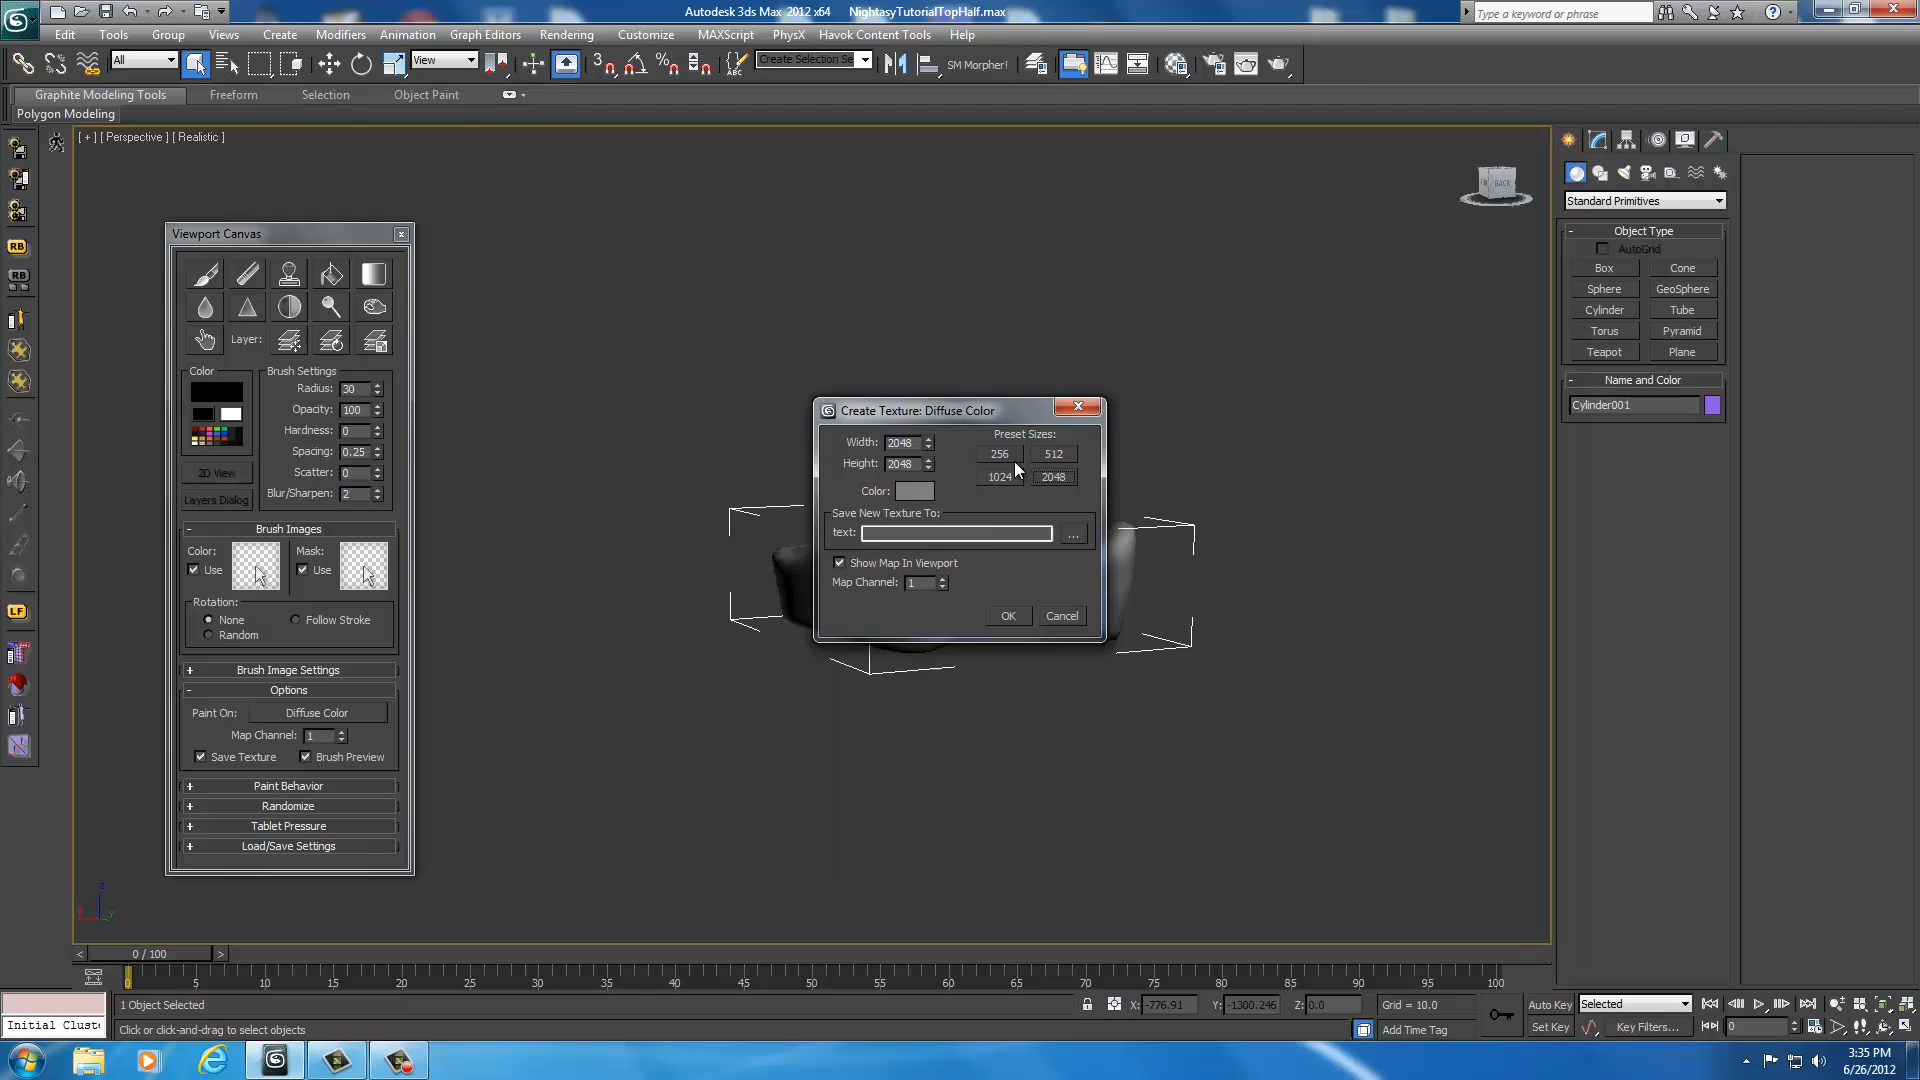 Autodesk 3ds Max 2012 x64 NightasyTutorialTopHalf.max
Type a keyword or phrase
Edit Tools Group Views Create Modifiers Animation Graph Editors Rendering Customize MAXScript PhysX Havok Content Tools Help
All View Create Selection Se SM Morpher!
Graphite Modeling Tools Freeform Selection Object Paint
Polygon Modeling
[ + ] [ Perspective ] [ Realistic ]
BACK
RB
RB
LF
Viewport Canvas
Layer:
Color
Brush Settings
Radius: 30
Opacity: 100
Hardness: 0
Spacing: 0.25
2D View
Scatter: 0
Layers Dialog
Blur/Sharpen: 2
- Brush Images
Color: Mask:
Use Use
Rotation:
None Follow Stroke
Random
+ Brush Image Settings
- Options
Paint On: Diffuse Color
Map Channel: 1
Save Texture Brush Preview
+ Paint Behavior
+ Randomize
+ Tablet Pressure
+ Load/Save Settings
Create Texture: Diffuse Color
Width: 2048
Height: 2048
Color:
Preset Sizes:
256 512
1024 2048
Save New Texture To:
text: ...
Show Map In Viewport
Map Channel: 1
OK Cancel
Standard Primitives
- Object Type
AutoGrid
Box Cone
Sphere GeoSphere
Cylinder Tube
Torus Pyramid
Teapot Plane
- Name and Color
Cylinder001
z
x
y
< 0 / 100 >
0 5 10 15 20 25 30 35 40 45 50 55 60 65 70 75 80 85 90 95 100
1 Object Selected X: -776.91 Y: -1300.246 Z: 0.0 Grid = 10.0 Auto Key Selected
Initial Cluste Click or click-and-drag to select objects Add Time Tag Set Key Key Filters... 0
3:35 PM
6/26/2012